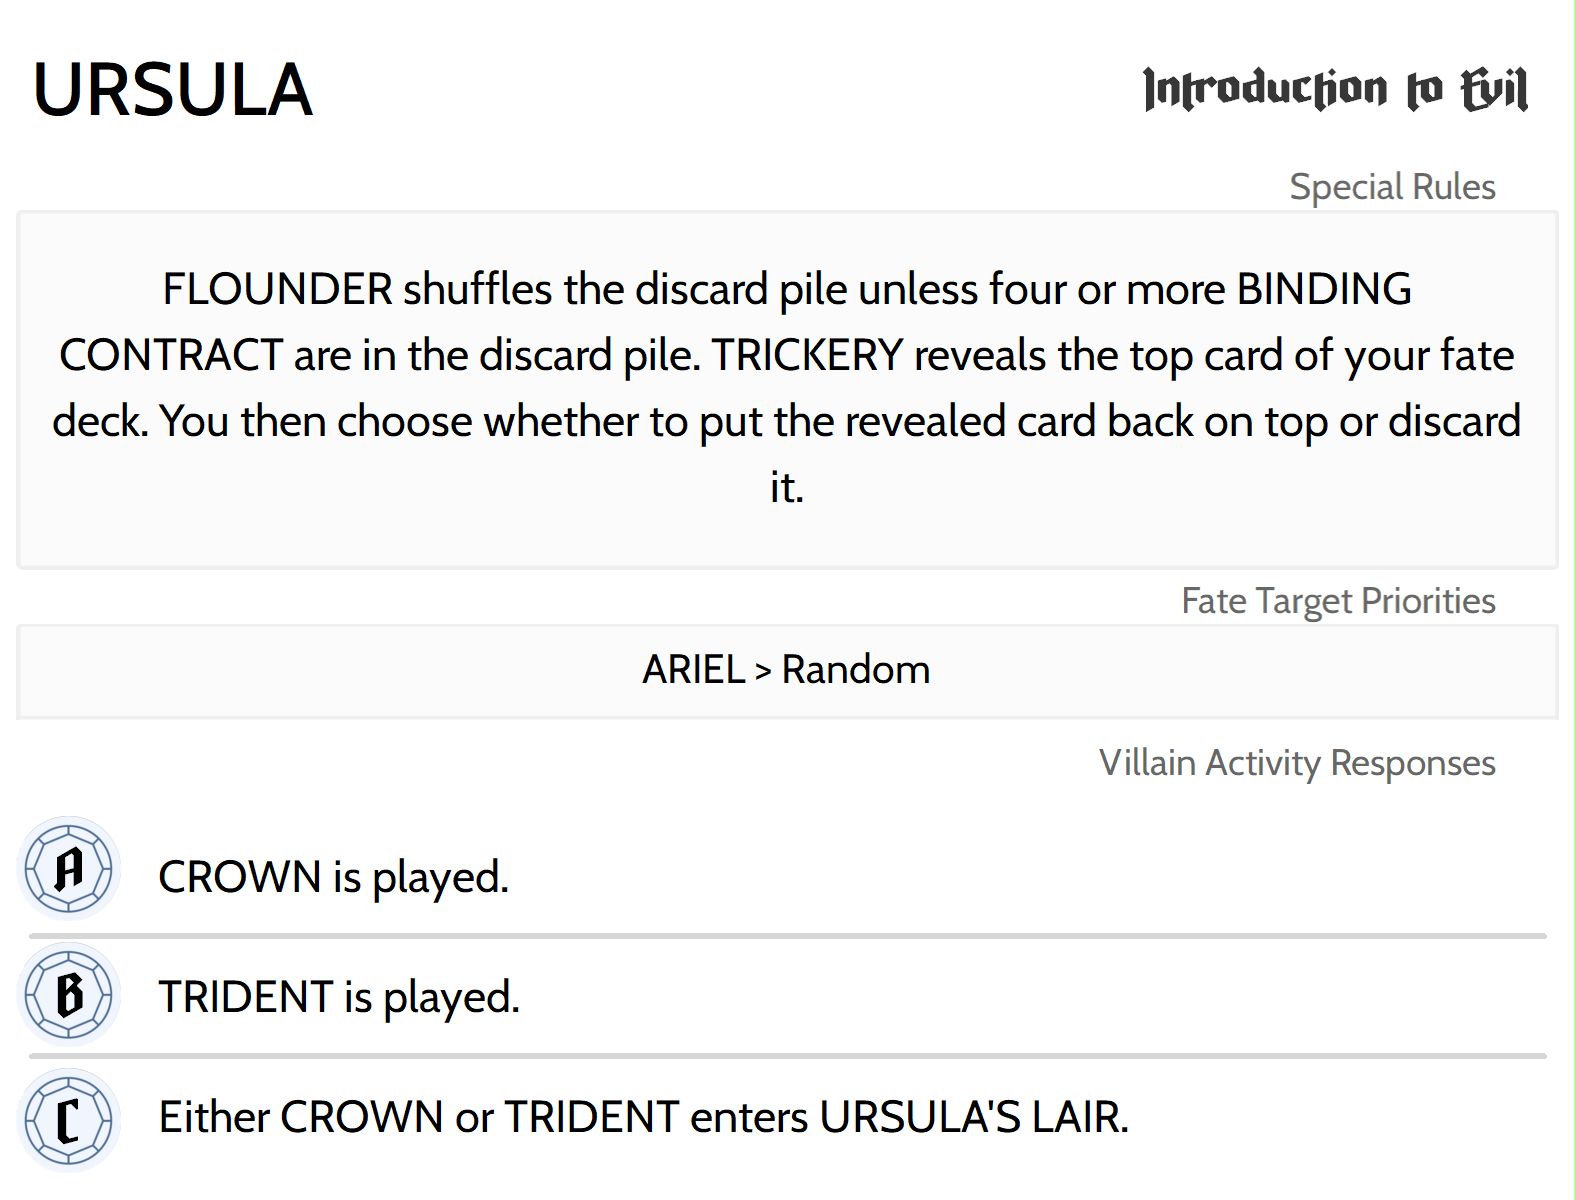 URSULA
Introduction to Evil
Special Rules
FLOUNDER shuffles the discard pile unless four or more BINDING
CONTRACT are in the discard pile. TRICKERY reveals the top card of your fate
deck. You then choose whether to put the revealed card back on top or discard
it.
Fate Target Priorities
ARIEL > Random
Villain Activity Responses
A
CROWN is played.
B
TRIDENT is played.
C
Either CROWN or TRIDENT enters URSULA'S LAIR.